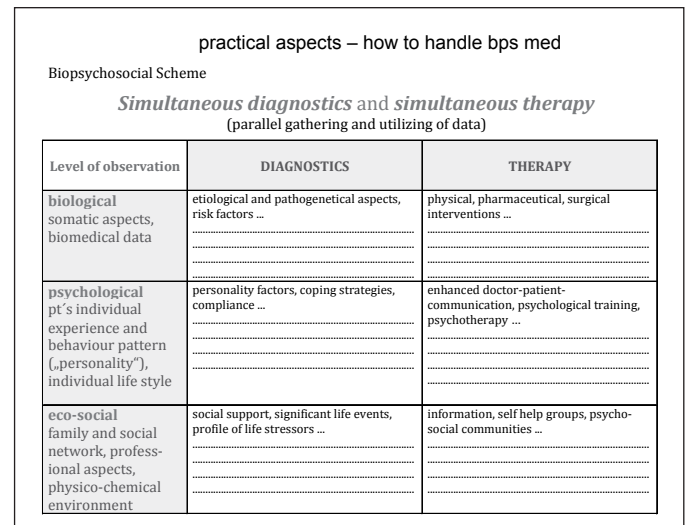 practical aspects – how to handle bps med
Biopsychosocial Scheme
Simultaneous diagnostics and simultaneous therapy
(parallel gathering and utilizing of data)
Level of observation
DIAGNOSTICS
THERAPY
biological
somatic aspects,
biomedical data
etiological and pathogenetical aspects,
risk factors ...
physical, pharmaceutical, surgical
interventions ...
psychological
pt´s individual
experience and
behaviour pattern
(„personality“),
individual life style
personality factors, coping strategies,
compliance ...
enhanced doctor-patient-
communication, psychological training,
psychotherapy ...
eco-social
family and social
network, profess-
ional aspects,
physico-chemical
environment
social support, significant life events,
profile of life stressors ...
information, self help groups, psycho-
social communities ...